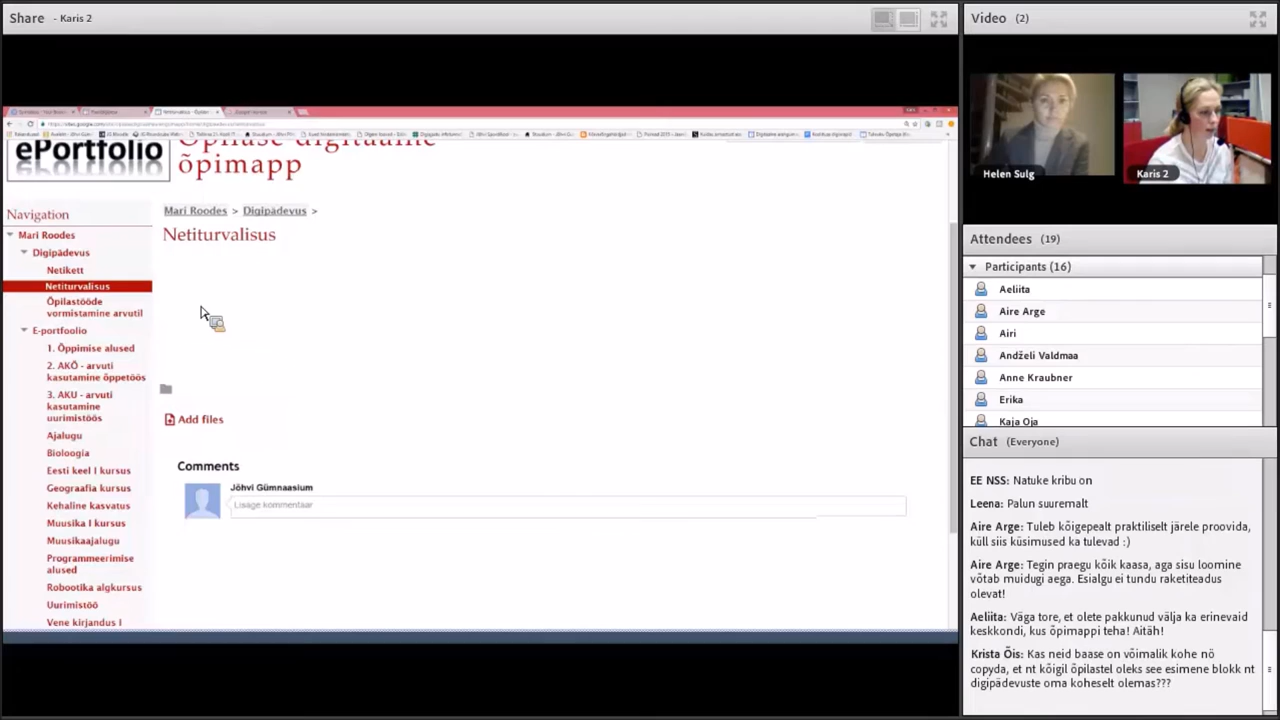 Share - Karis 2
ePortfolio
Õpilase digitaalne
õpimapp
Navigation
Mari Roodes
Digipädevus
Netikett
Netiturvalisus
Õpilastööde
vormistamine arvutil
E-portfoolio
1. Õppimise alused
2. AKÕ - arvuti
kasutamine õppetöös
3. AKU - arvuti
kasutamine
uurimistöös
Ajalugu
Bioloogia
Eesti keel I kursus
Geograafia kursus
Kehaline kasvatus
Muusika I kursus
Muusikaajalugu
Programmeerimise
alused
Robootika algkursus
Uurimistöö
Vene kirjandus I
Mari Roodes > Digipädevus >
Netiturvalisus
Add files
Comments
Jõhvi Gümnaasium
Lisage kommentaar
Video (2)
Helen Sulg
Karis 2
Attendees (19)
Participants (16)
Aeliita
Aire Arge
Airi
Andželi Valdmaa
Anne Kraubner
Erika
Kaja Oja
Chat (Everyone)
EE NSS: Natuke kribu on
Leena: Palun suuremalt
Aire Arge: Tuleb kõigepealt praktiliselt järele proovida,
küll siis küsimused ka tulevad :)
Aire Arge: Tegin praegu kõik kaasa, aga sisu loomine
võtab muidugi aega. Esialgu ei tundu raketiteadus
olevat!
Aeliita: Väga tore, et olete pakkunud välja ka erinevaid
keskkondi, kus õpimappi teha! Aitäh!
Krista Õis: Kas neid baase on võimalik kohe nö
copyda, et nt kõigil õpilastel oleks see esimene blokk nt
digipädevuste oma koheselt olemas???